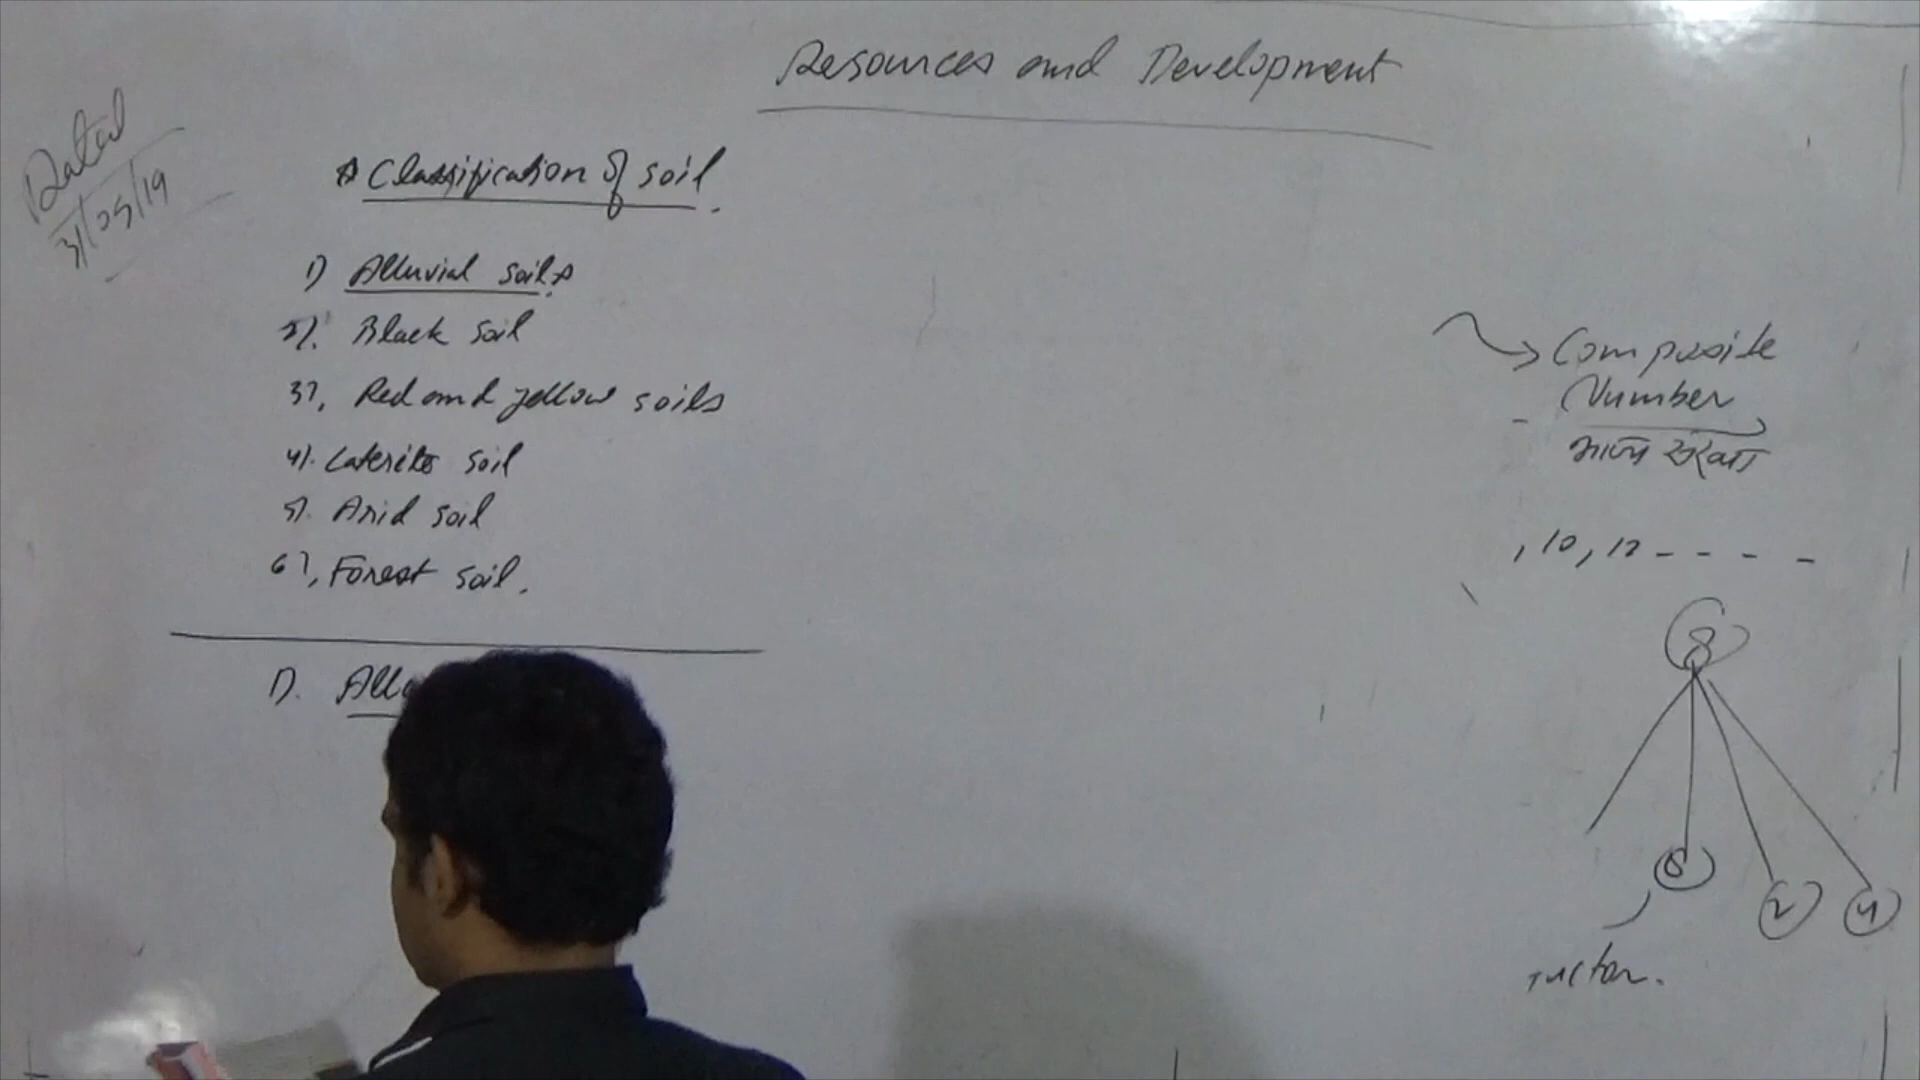 Resources and Development
Dated
31/05/19
Classification of soil.
1) Alluvial soils
2). Black soil
3), Red and yellow soils
4). Laterite soil
5). Arid soil
6), Forest soil.
1). All
Composite
Number
भाज्य संख्या
, 10, 12 - - - -
8
8
2
4